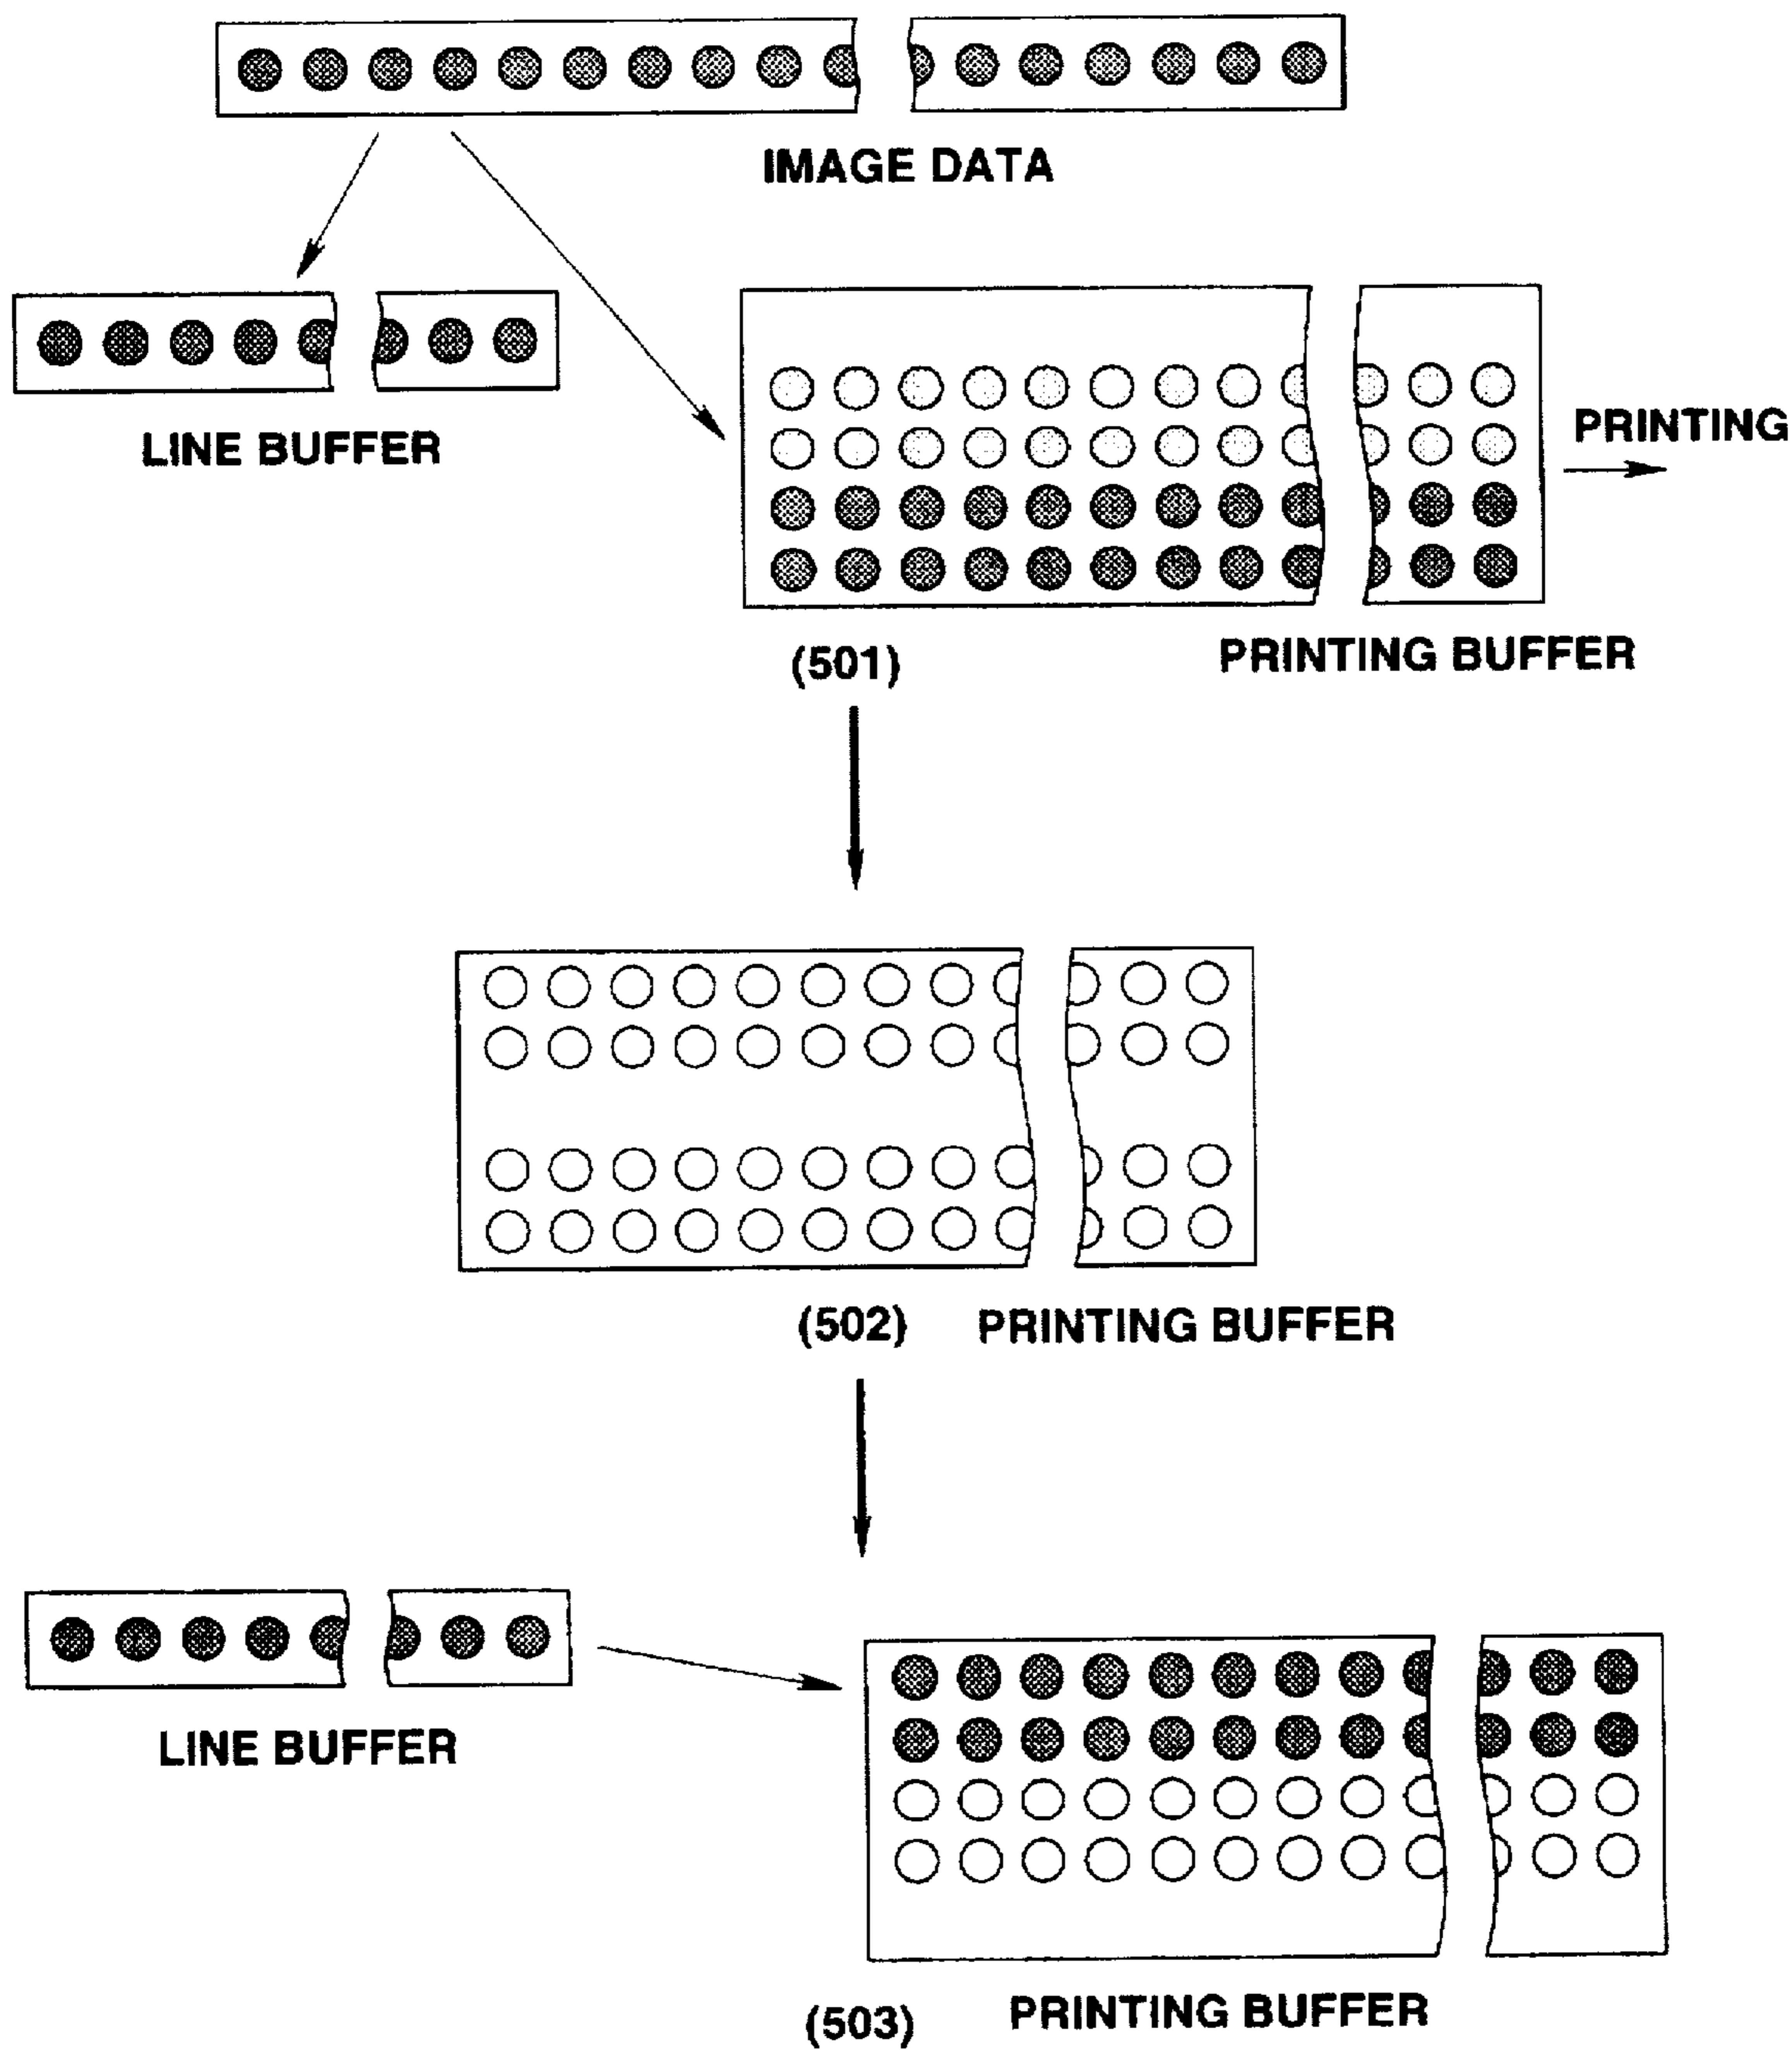 IMAGE DATA
LINE BUFFER
PRINTING
(501)
PRINTING BUFFER
(502)
PRINTING BUFFER
LINE BUFFER
(503)
PRINTING BUFFER